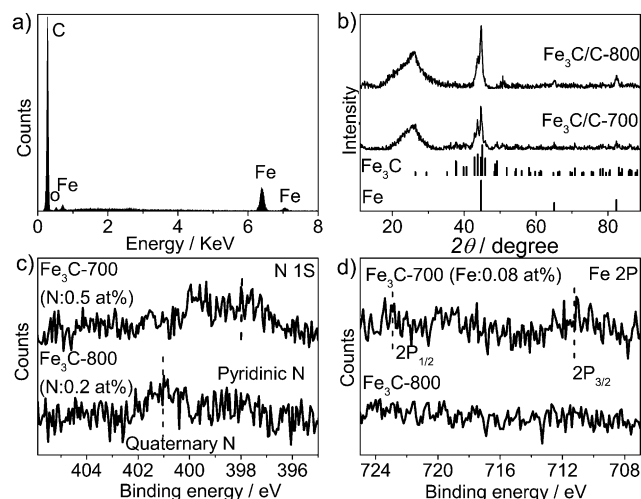 a)
C
O
Fe
Fe
Fe
Counts
0 2 4 6 8
Energy / KeV
b)
Fe₃C/C-800
Fe₃C/C-700
Fe₃C
Fe
Intensity
20 40 60 80
2θ / degree
c)
Fe₃C-700
(N:0.5 at%)
N 1S
Fe₃C-800
(N:0.2 at%)
Pyridinic N
Quaternary N
Counts
404 402 400 398 396
Binding energy / eV
d)
Fe₃C-700 (Fe:0.08 at%)
Fe 2P
2P₁/₂
2P₃/₂
Fe₃C-800
Counts
724 720 716 712 708
Binding energy / eV